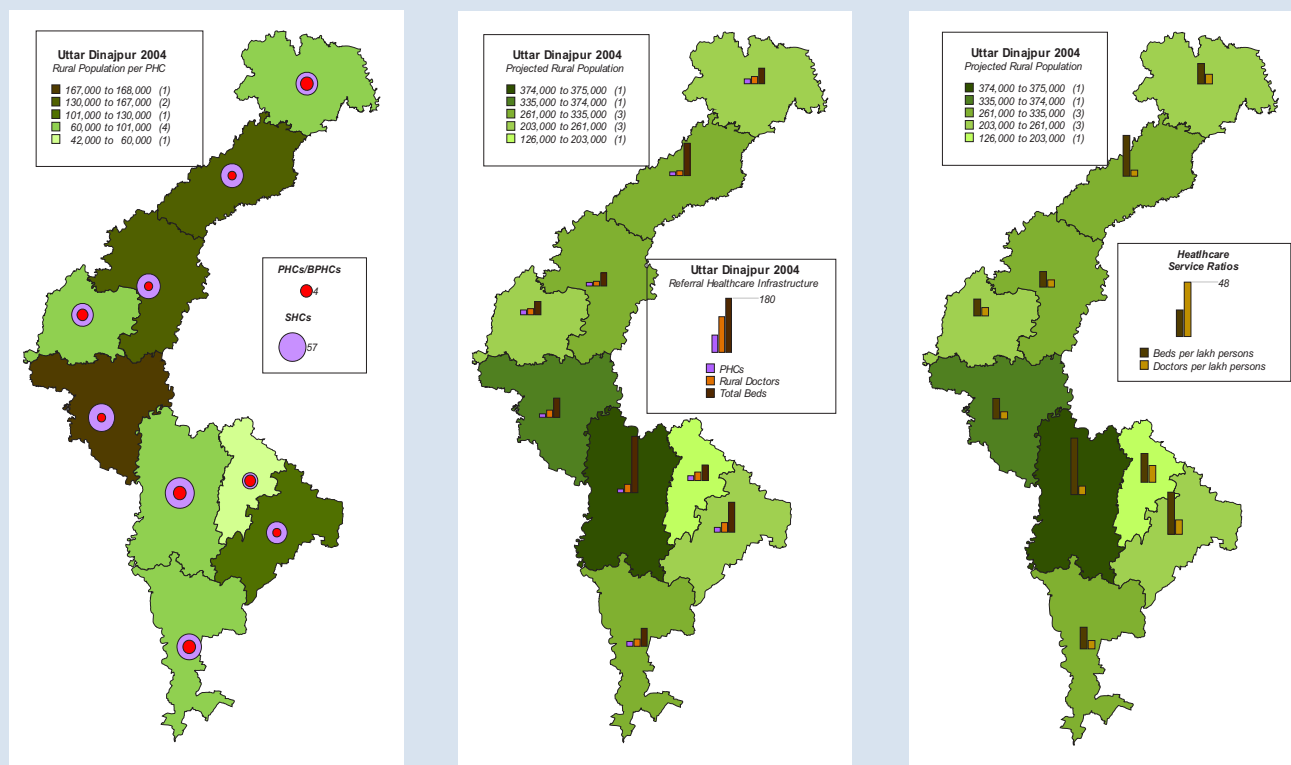 Uttar Dinajpur 2004
Rural Population per PHC
167,000 to 168,000 (1)
130,000 to 167,000 (2)
101,000 to 130,000 (1)
60,000 to 101,000 (4)
42,000 to 60,000 (1)
PHCs/BPHCs
4
SHCs
57
Uttar Dinajpur 2004
Projected Rural Population
374,000 to 375,000 (1)
335,000 to 374,000 (1)
261,000 to 335,000 (3)
203,000 to 261,000 (3)
126,000 to 203,000 (1)
Uttar Dinajpur 2004
Referral Healthcare Infrastructure
180
PHCs
Rural Doctors
Total Beds
Uttar Dinajpur 2004
Projected Rural Population
374,000 to 375,000 (1)
335,000 to 374,000 (1)
261,000 to 335,000 (3)
203,000 to 261,000 (3)
126,000 to 203,000 (1)
Heatlhcare
Service Ratios
48
Beds per lakh persons
Doctors per lakh persons